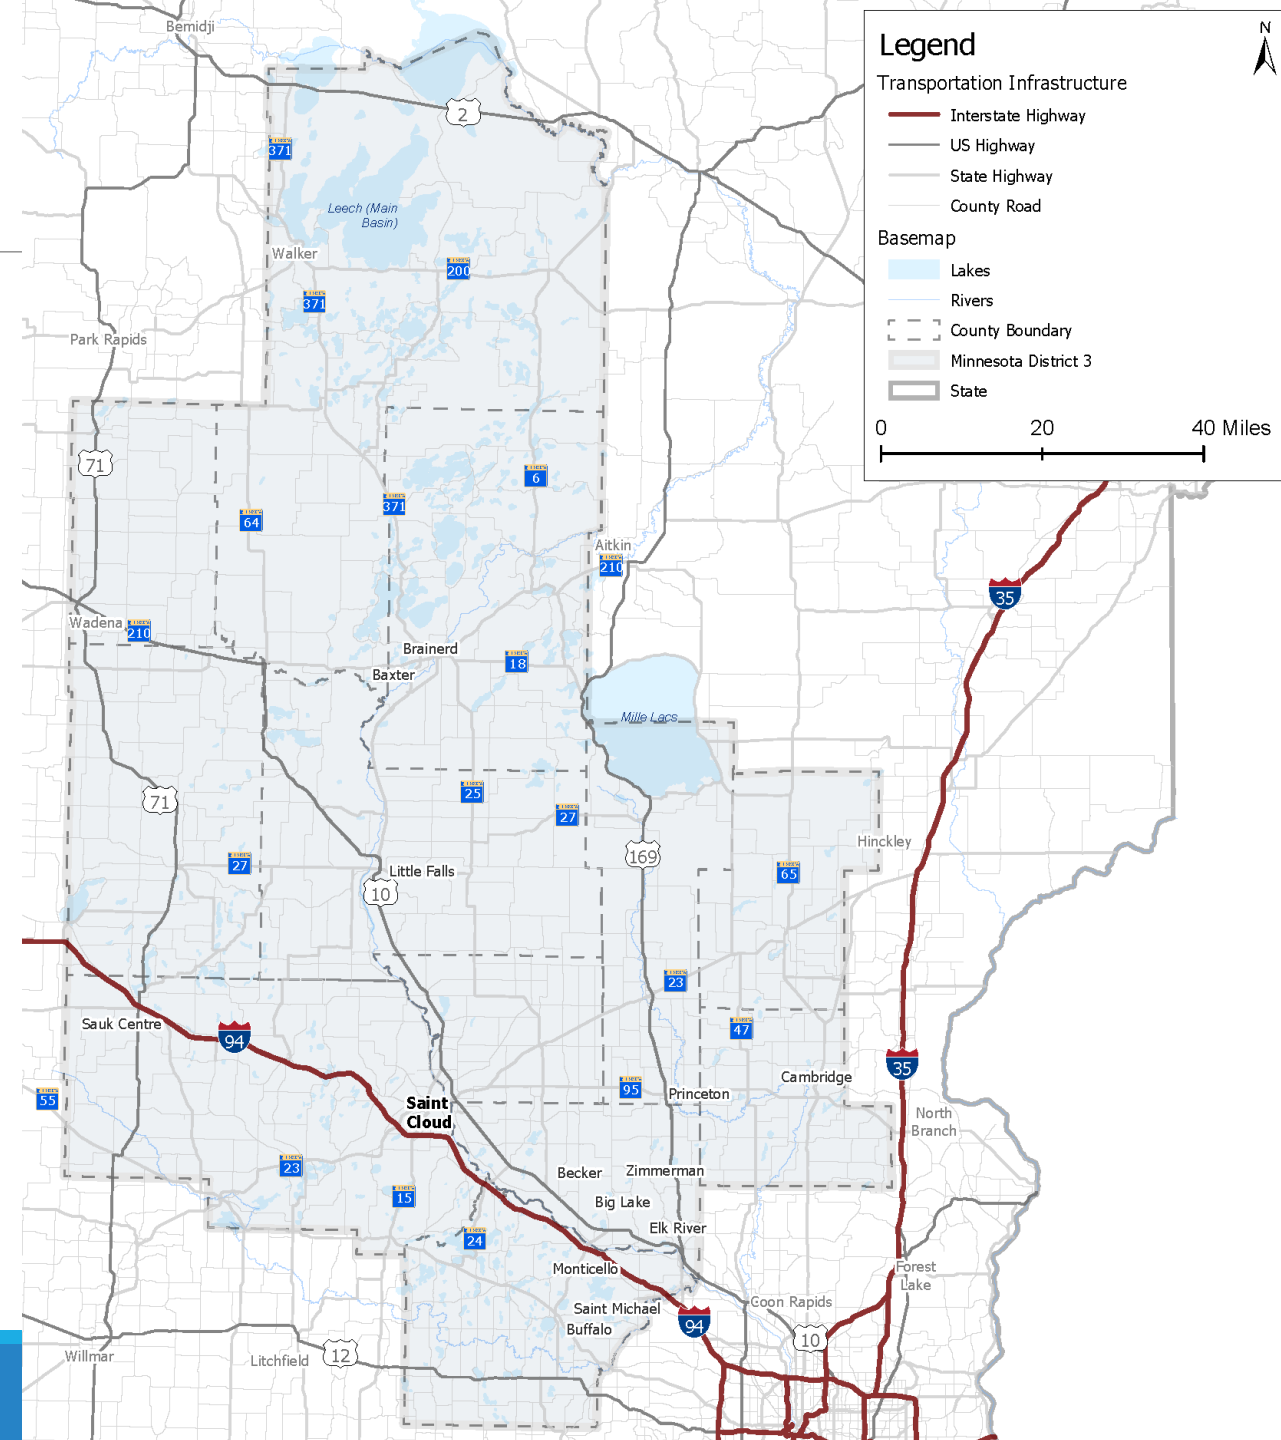 Bemidji
Legend
N
Transportation Infrastructure
Interstate Highway
US Highway
State Highway
County Road
Basemap
Lakes
Rivers
County Boundary
Minnesota District 3
State
0 20 40 Miles
2
371
Leech (Main
Basin)
Walker
200
371
Park Rapids
71
6
371
64
Aitkin
210
35
Wadena
210
Brainerd
18
Baxter
Mille Lacs
71
25
27
Hinckley
169
27
Little Falls
65
10
23
Sauk Centre
47
94
35
Cambridge
55
95
Princeton
Saint
Cloud
North
Branch
23
Becker
Zimmerman
15
Big Lake
Elk River
24
Monticello
Forest
Lake
Coon Rapids
Saint Michael
94
Buffalo
10
Willmar
Litchfield
12